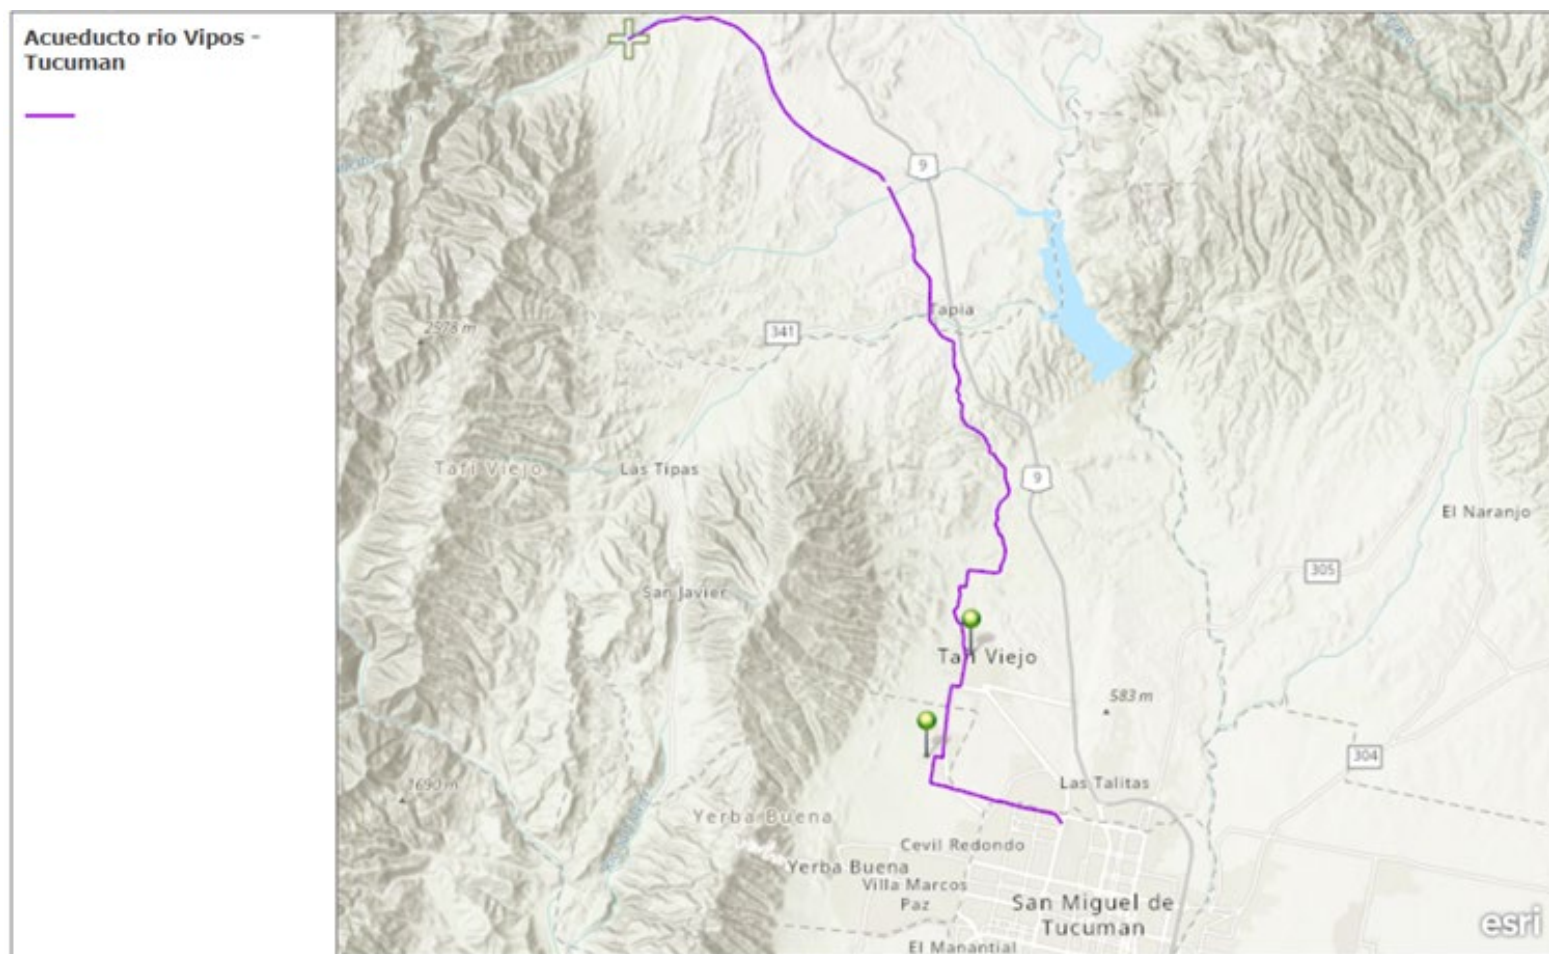 Acueducto rio Vipos -
Tucuman
9
Tapia
341
2578 m
Tafi Viejo
Las Tipas
9
El Naranjo
305
San Javier
Tafi Viejo
583 m
304
Las Talitas
1690 m
Yerba Buena
Cevil Redondo
Yerba Buena
Villa Marcos
Paz
San Miguel de
Tucuman
El Manantial
esri